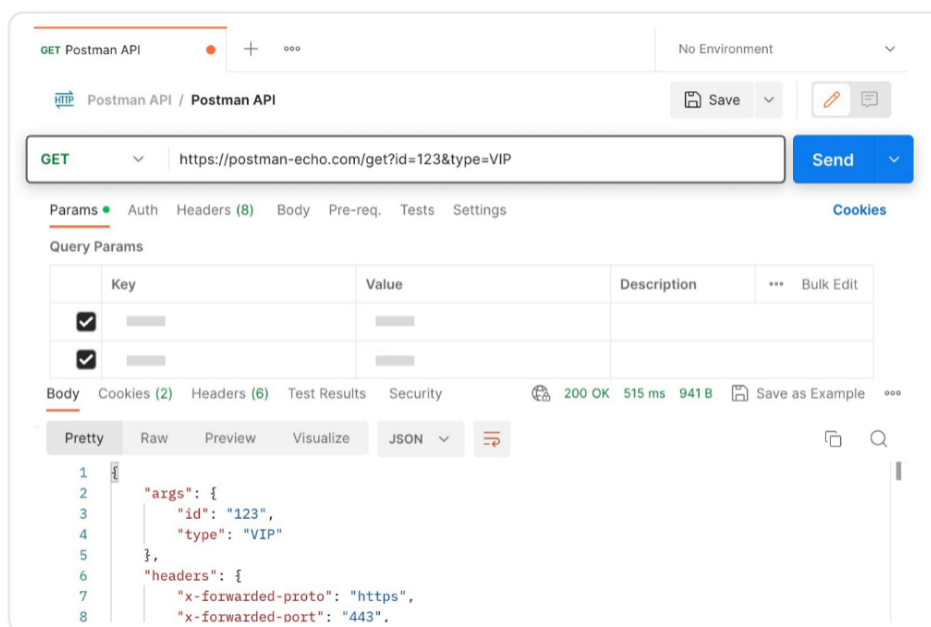 GET Postman API + ooo No Environment
HTTP Postman API / Postman API Save
GET https://postman-echo.com/get?id=123&type=VIP Send
Params Auth Headers (8) Body Pre-req. Tests Settings Cookies
Query Params
Key Value Description ••• Bulk Edit
Body Cookies (2) Headers (6) Test Results Security 200 OK 515 ms 941 B Save as Example ooo
Pretty Raw Preview Visualize JSON
1 {
2 "args": {
3 "id": "123",
4 "type": "VIP"
5 },
6 "headers": {
7 "x-forwarded-proto": "https",
8 "x-forwarded-port": "443",